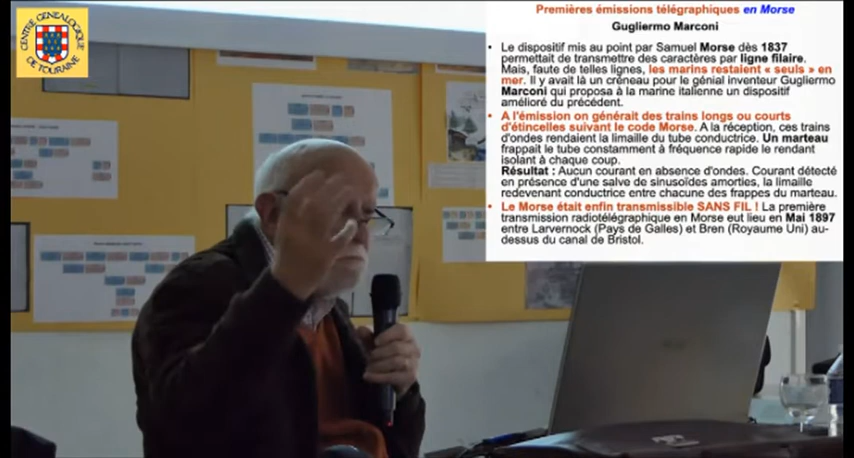 CENTRE GENEALOGIQUE
DE TOURAINE
Premières émissions télégraphiques en Morse
Gugliermo Marconi
• Le dispositif mis au point par Samuel Morse dès 1837
permettait de transmettre des caractères par ligne filaire.
Mais, faute de telles lignes, les marins restaient « seuls » en
mer. Il y avait là un créneau pour le génial inventeur Gugliermo
Marconi qui proposa à la marine italienne un dispositif
amélioré du précédent.
• A l'émission on générait des trains longs ou courts
d'étincelles suivant le code Morse. A la réception, ces trains
d'ondes rendaient la limaille du tube conductrice. Un marteau
frappait le tube constamment à fréquence rapide le rendant
isolant à chaque coup.
Résultat : Aucun courant en absence d'ondes. Courant détecté
en présence d'une salve de sinusoïdes amorties, la limaille
redevenant conductrice entre chacune des frappes du marteau.
• Le Morse était enfin transmissible SANS FIL ! La première
transmission radiotélégraphique en Morse eut lieu en Mai 1897
entre Larvernock (Pays de Galles) et Bren (Royaume Uni) au-
dessus du canal de Bristol.